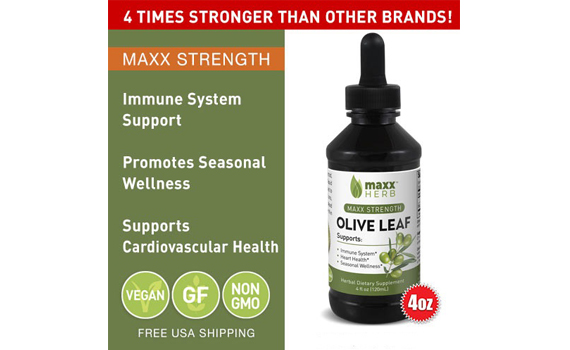 4 TIMES STRONGER THAN OTHER BRANDS!
MAXX STRENGTH
Immune System
Support
Promotes Seasonal
Wellness
Supports
Cardiovascular Health
VEGAN
GF
NON
GMO
FREE USA SHIPPING
maxx
HERB
MAXX STRENGTH
OLIVE LEAF
Supports:
• Immune System*
• Heart Health*
• Seasonal Wellness*
Herbal Dietary Supplement
4 fl oz (120mL)
4oz